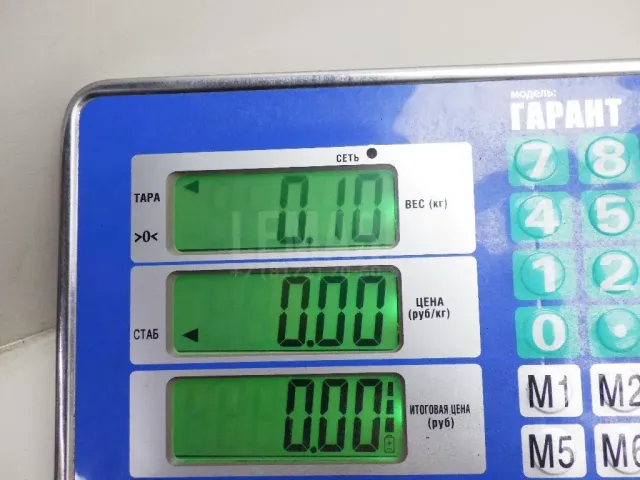 модель:
ГАРАНТ
СЕТЬ
ТАРА
0.10
ВЕС (кг)
>0<
7
8
4
5
ЦЕНА
(руб/кг)
0.00
СТАБ
1
2
0
.
ИТОГОВАЯ ЦЕНА
(руб)
0.00
M1
M2
M5
M6